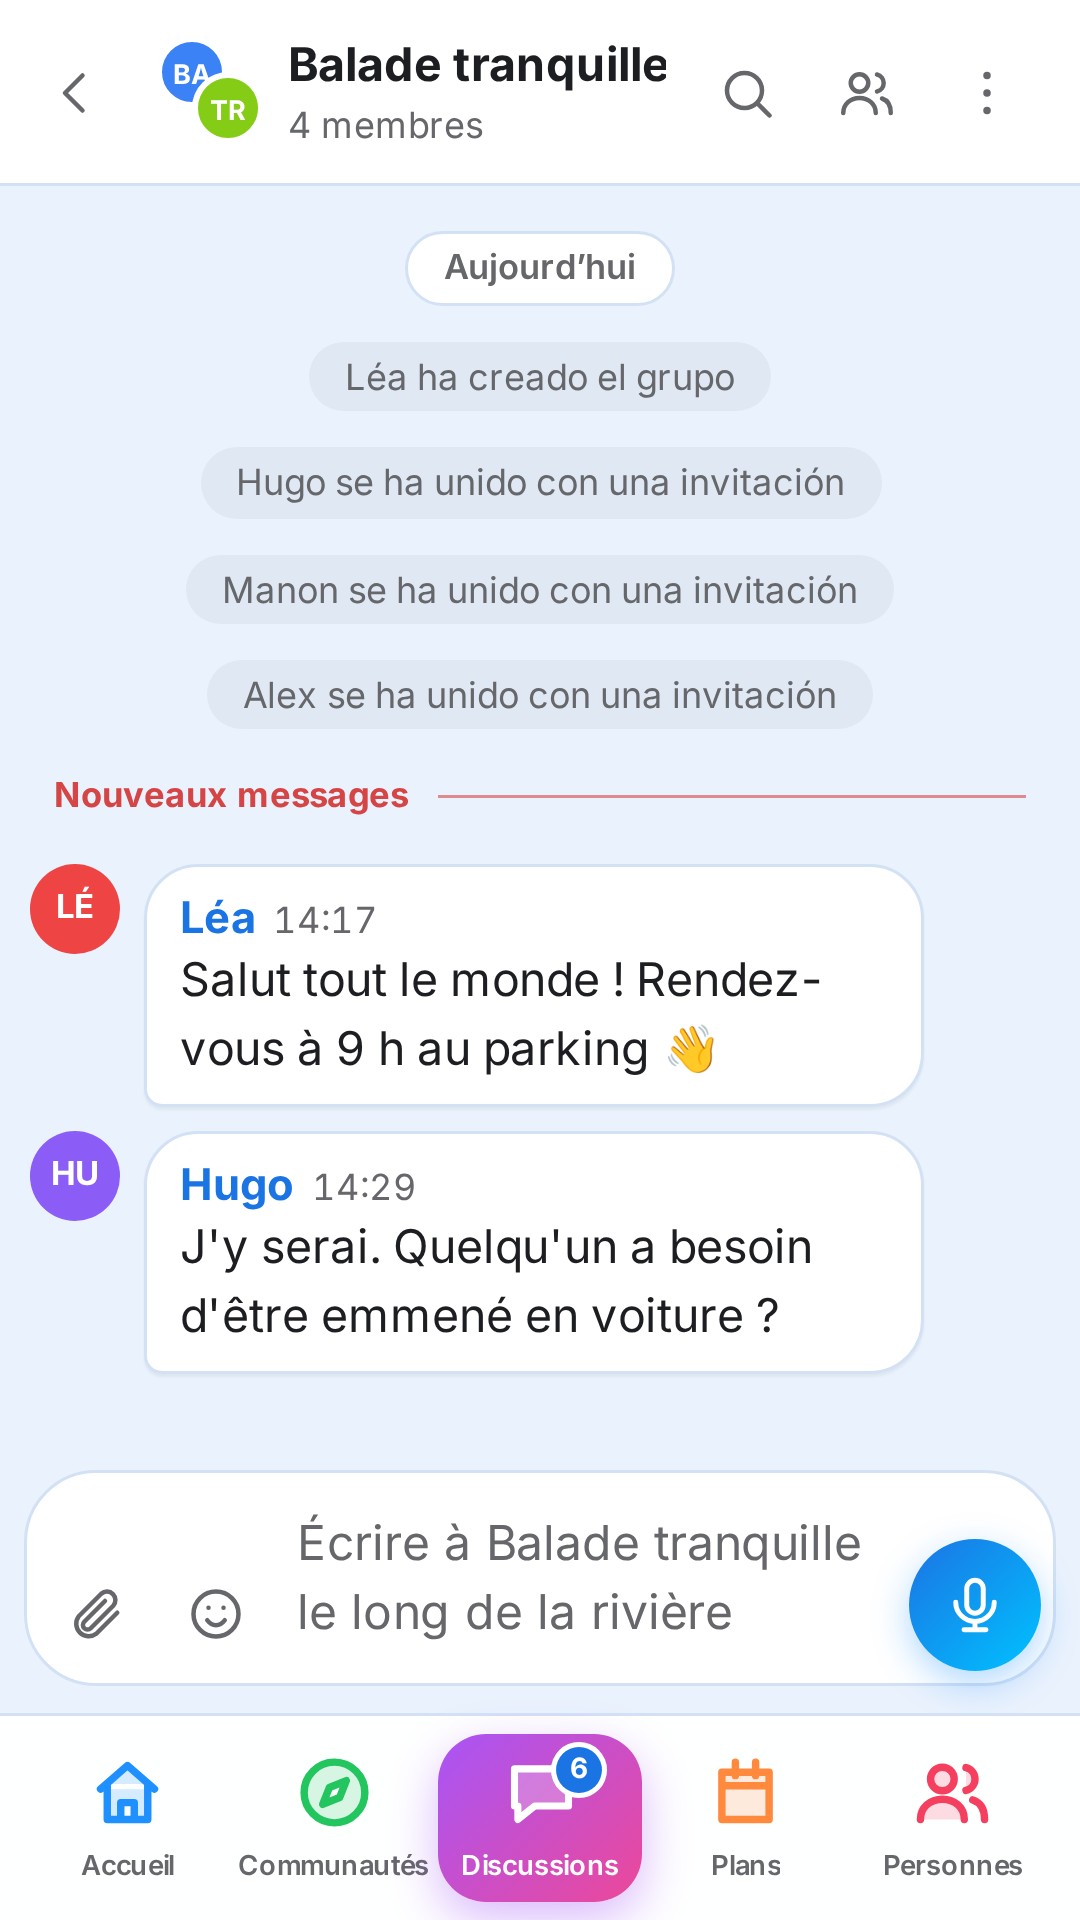 BA
TR
Balade tranquille
4 membres
Aujourd’hui
Léa ha creado el grupo
Hugo se ha unido con una invitación
Manon se ha unido con una invitación
Alex se ha unido con una invitación
Nouveaux messages
LÉ
Léa 14:17
Salut tout le monde ! Rendez-
vous à 9 h au parking 👋
HU
Hugo 14:29
J'y serai. Quelqu'un a besoin
d'être emmené en voiture ?
Écrire à Balade tranquille
le long de la rivière
6
Accueil
Communautés
Discussions
Plans
Personnes